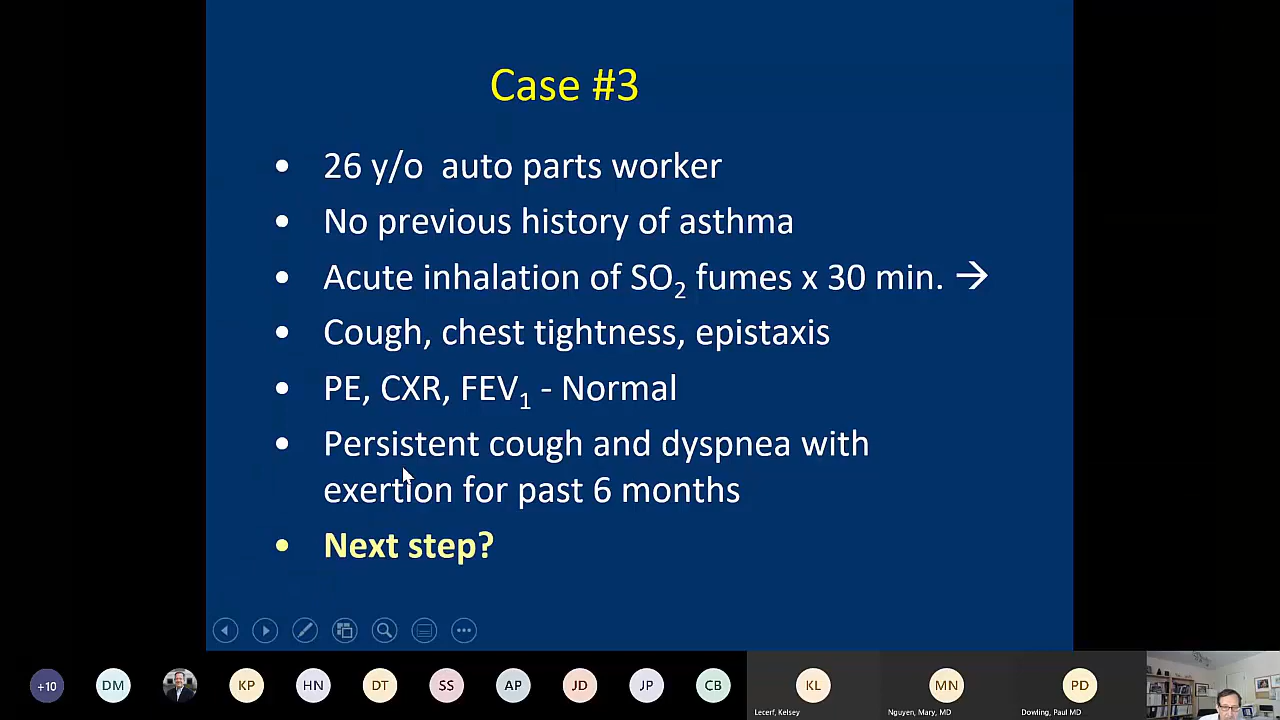 Case #3
• 26 y/o  auto parts worker
• No previous history of asthma
• Acute inhalation of SO₂ fumes x 30 min. →
• Cough, chest tightness, epistaxis
• PE, CXR, FEV₁ - Normal
• Persistent cough and dyspnea with
exertion for past 6 months
• Next step?
+10 DM KP HN DT SS AP JD JP CB KL MN PD
Lecerf, Kelsey Nguyen, Mary, MD Dowling, Paul MD